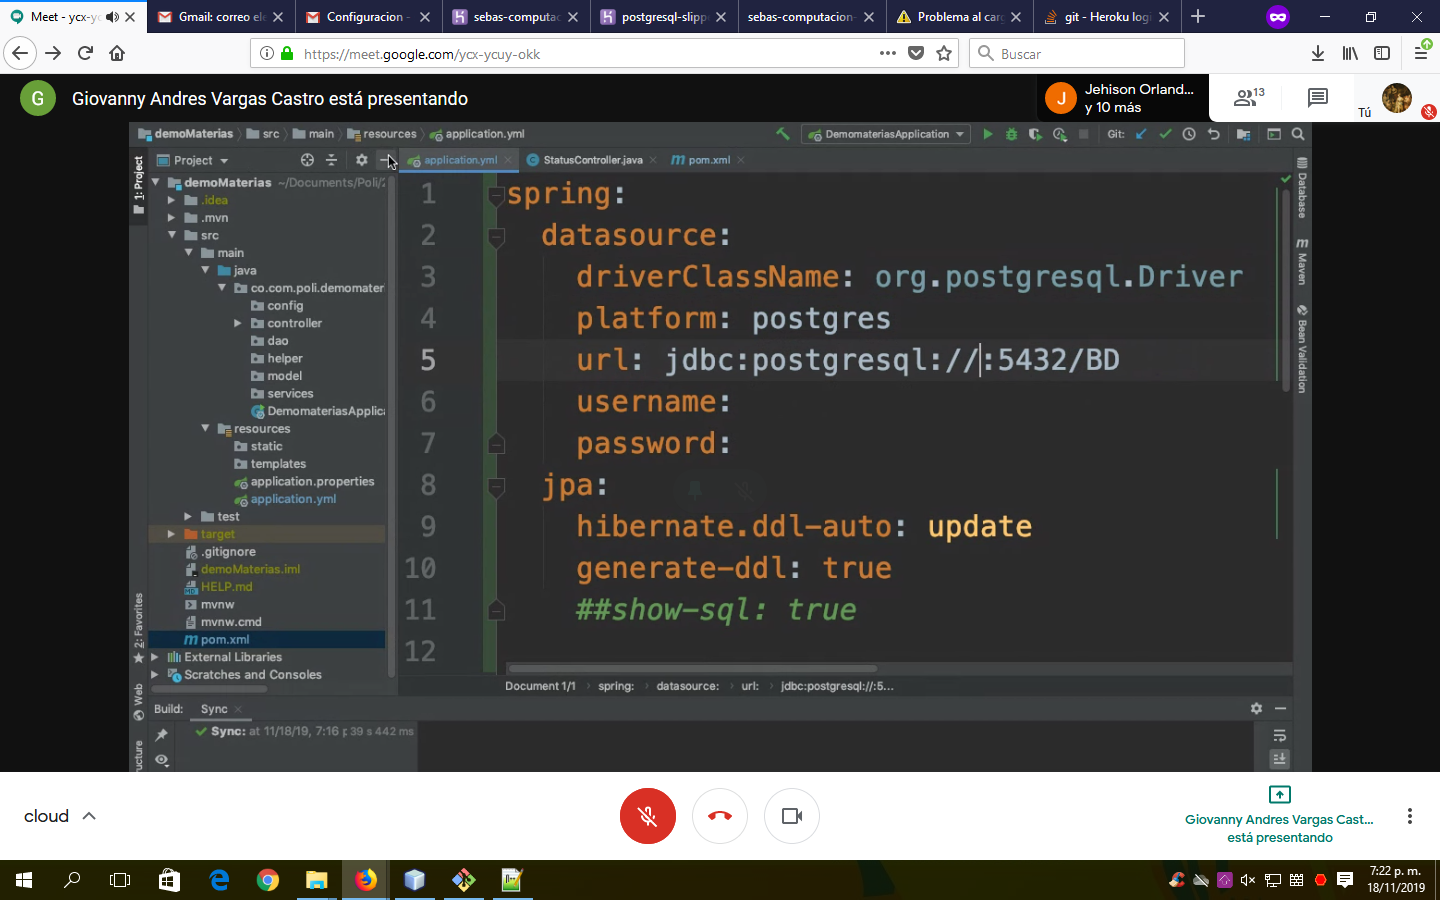 Meet - ycx-yc
Gmail: correo ele
Configuracion -
sebas-computac
postgresql-slipp
sebas-computacion-
Problema al carg
git - Heroku logi
https://meet.google.com/ycx-ycuy-okk
Buscar
G
Giovanny Andres Vargas Castro está presentando
J
Jehison Orland...
y 10 más
13
Tú
demoMaterias
src
main
resources
application.yml
DemomateriasApplication
Git:
1: Project
Project
application.yml
StatusController.java
pom.xml
demoMaterias ~/Documents/Poli/2
.idea
.mvn
src
main
java
co.com.poli.demomater
config
controller
dao
helper
model
services
DemomateriasApplica
resources
static
templates
application.properties
application.yml
test
target
.gitignore
demoMaterias.iml
HELP.md
mvnw
mvnw.cmd
pom.xml
External Libraries
Scratches and Consoles
2: Favorites
Web
ucture
1 spring:
2 datasource:
3 driverClassName: org.postgresql.Driver
4 platform: postgres
5 url: jdbc:postgresql://:5432/BD
6 username:
7 password:
8 jpa:
9 hibernate.ddl-auto: update
10 generate-ddl: true
11 ##show-sql: true
12
Database
Maven
Bean Validation
Document 1/1
spring:
datasource:
url:
jdbc:postgresql://:5...
Build:
Sync
Sync: at 11/18/19, 7:16 p 39 s 442 ms
cloud
Giovanny Andres Vargas Cast...
está presentando
7:22 p. m.
18/11/2019